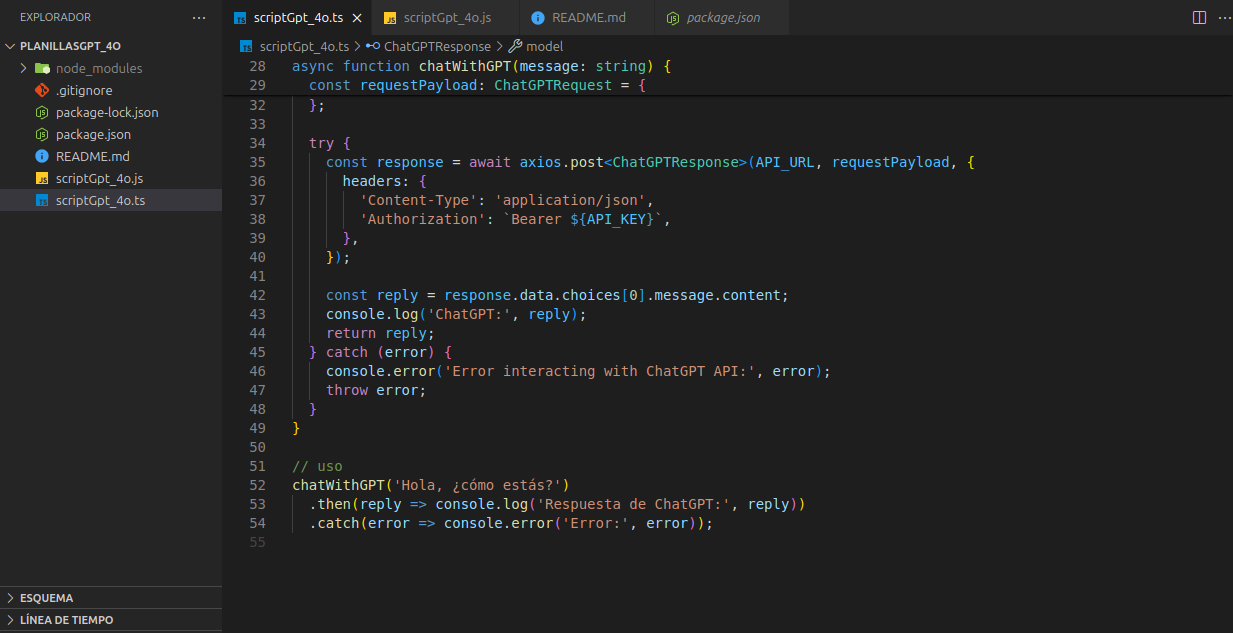 EXPLORADOR
PLANILLASGPT_4O
node_modules
.gitignore
package-lock.json
package.json
README.md
scriptGpt_4o.js
scriptGpt_4o.ts
ESQUEMA
LÍNEA DE TIEMPO
scriptGpt_4o.ts scriptGpt_4o.js README.md package.json
scriptGpt_4o.ts > ChatGPTResponse > model
28 async function chatWithGPT(message: string) {
29   const requestPayload: ChatGPTRequest = {
32   };
33
34   try {
35     const response = await axios.post<ChatGPTResponse>(API_URL, requestPayload, {
36       headers: {
37         'Content-Type': 'application/json',
38         'Authorization': `Bearer ${API_KEY}`,
39       },
40     });
41
42     const reply = response.data.choices[0].message.content;
43     console.log('ChatGPT:', reply);
44     return reply;
45   } catch (error) {
46     console.error('Error interacting with ChatGPT API:', error);
47     throw error;
48   }
49 }
50
51 // uso
52 chatWithGPT('Hola, ¿cómo estás?')
53   .then(reply => console.log('Respuesta de ChatGPT:', reply))
54   .catch(error => console.error('Error:', error));
55